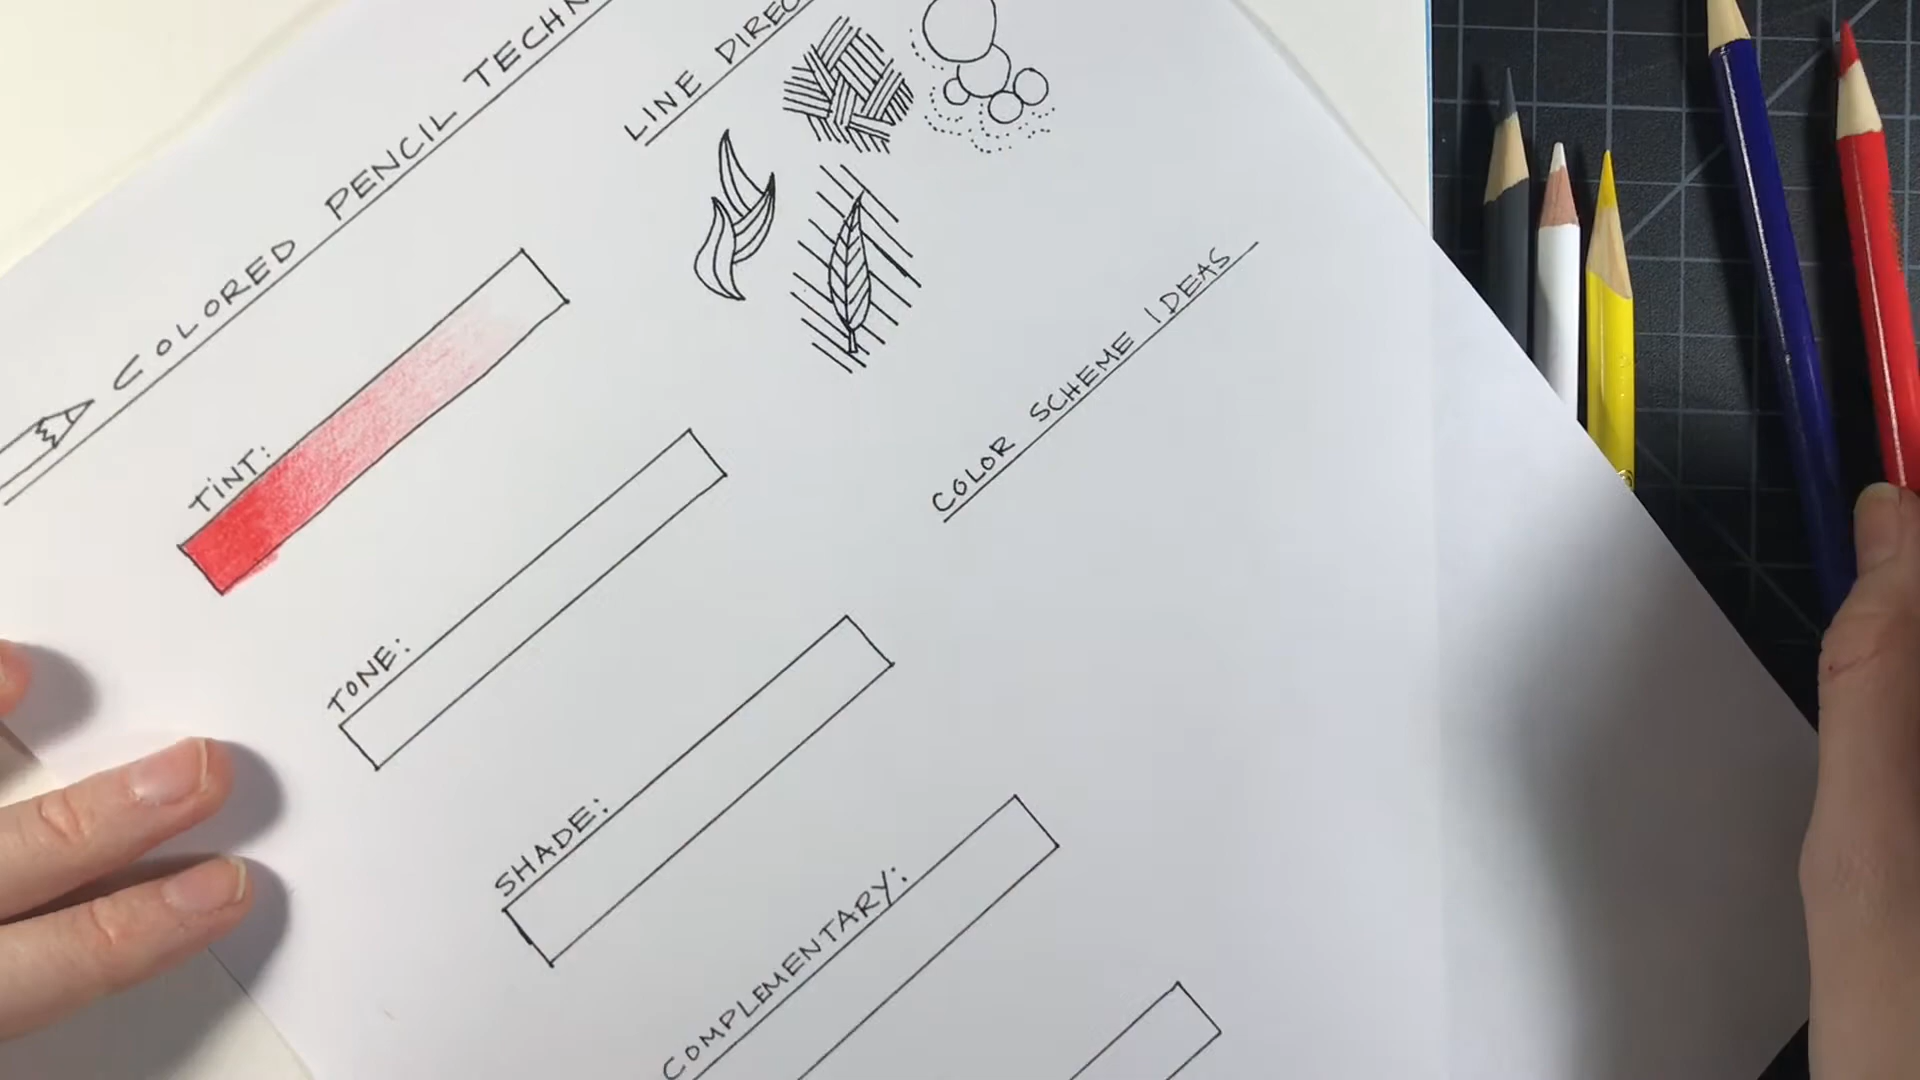 COLORED PENCIL
LINE
TINT:
TONE:
SHADE:
COMPLEMENTARY:
COLOR SCHEME IDEAS